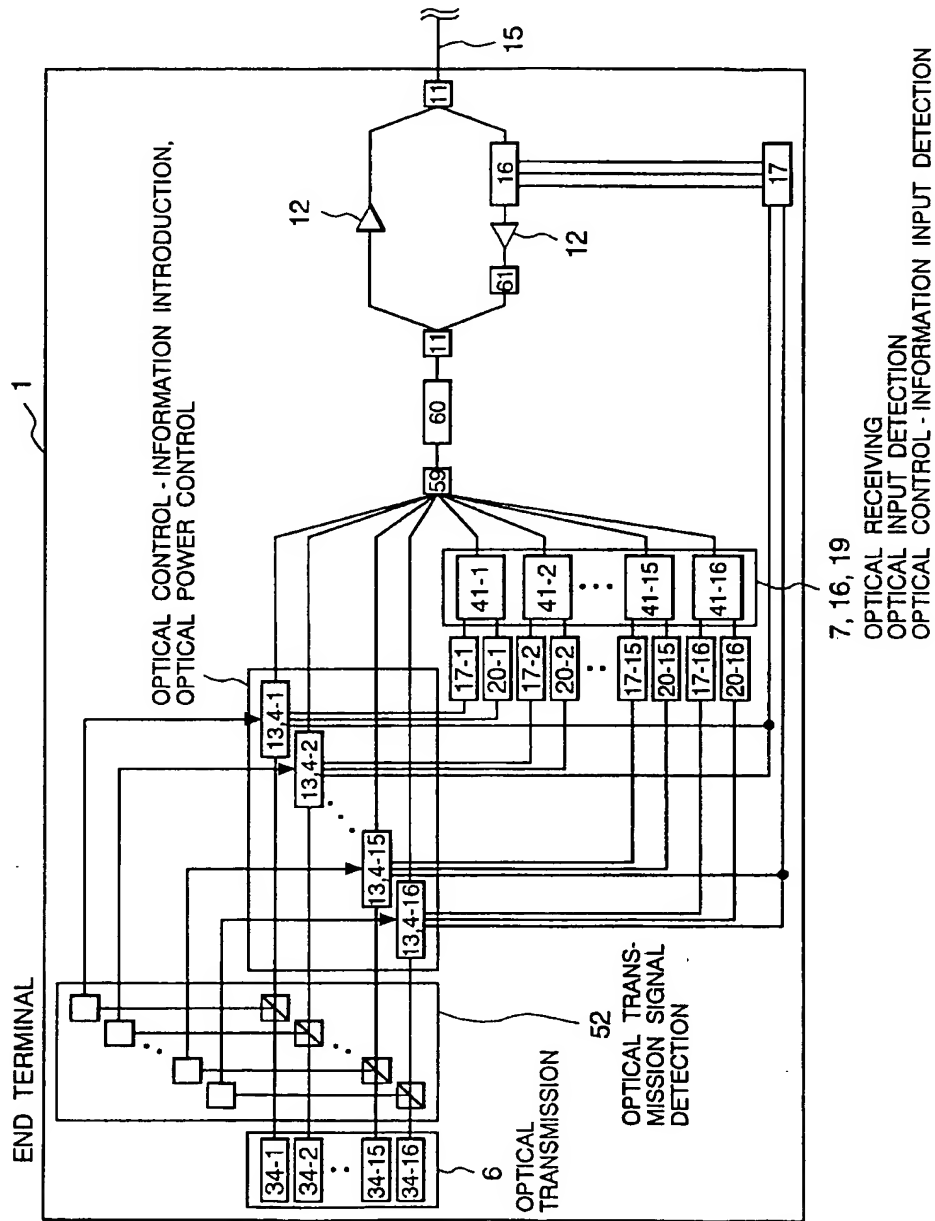 END TERMINAL
1
OPTICAL CONTROL-INFORMATION INTRODUCTION,
OPTICAL POWER CONTROL
34-1
34-2
34-15
34-16
6
OPTICAL
TRANSMISSION
52
OPTICAL TRANS-
MISSION SIGNAL
DETECTION
13,4-1
13,4-2
13,4-15
13,4-16
17-1
20-1
17-2
20-2
17-15
20-15
17-16
20-16
41-1
41-2
41-15
41-16
59
60
11
12
61
12
16
11
15
17
7, 16, 19
OPTICAL RECEIVING
OPTICAL INPUT DETECTION
OPTICAL CONTROL-INFORMATION INPUT DETECTION